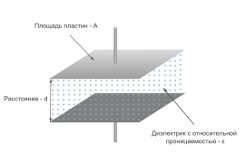 Площадь пластин - A
Расстояние - d
Диэлектрик с относительной
проницаемостью - ε